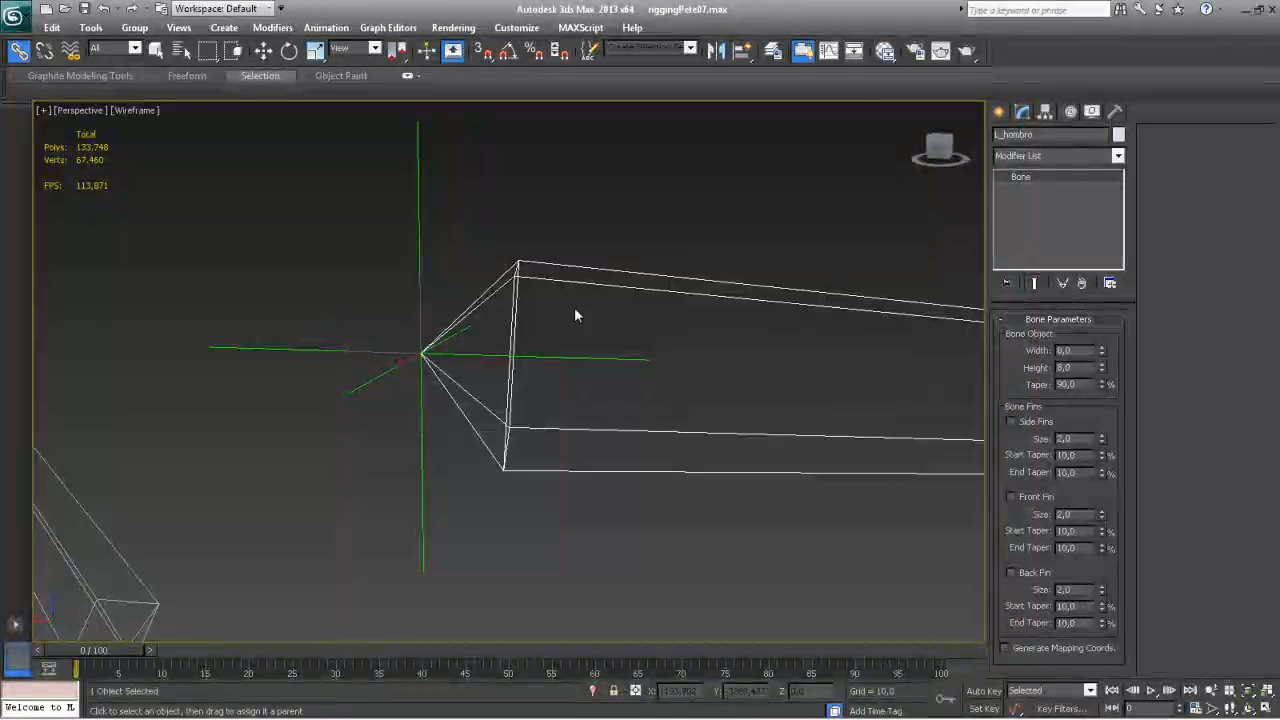 Workspace: Default
Autodesk 3ds Max 2013 x64 riggingPete07.max
Type a keyword or phrase
Edit Tools Group Views Create Modifiers Animation Graph Editors Rendering Customize MAXScript Help
All View Create Selection Se
Graphite Modeling Tools Freeform Selection Object Paint
[+] [Perspective] [Wireframe]
Total
Polys: 133,748
Verts: 67,460
FPS: 113,871
L_hombro
Modifier List
Bone
- Bone Parameters
Bone Object
Width: 8,0
Height: 8,0
Taper: 90,0 %
Bone Fins
Side Fins
Size: 2,0
Start Taper: 10,0 %
End Taper: 10,0 %
Front Fin
Size: 2,0
Start Taper: 10,0 %
End Taper: 10,0 %
Back Fin
Size: 2,0
Start Taper: 10,0 %
End Taper: 10,0 %
Generate Mapping Coords.
< 0 / 100 >
5 10 15 20 25 30 35 40 45 50 55 60 65 70 75 80 85 90 95 100
1 Object Selected X: Y: Z: 0,0 Grid = 10,0 Auto Key Selected
Welcome to M Click to select an object, then drag to assign it a parent Add Time Tag Set Key Key Filters... 0